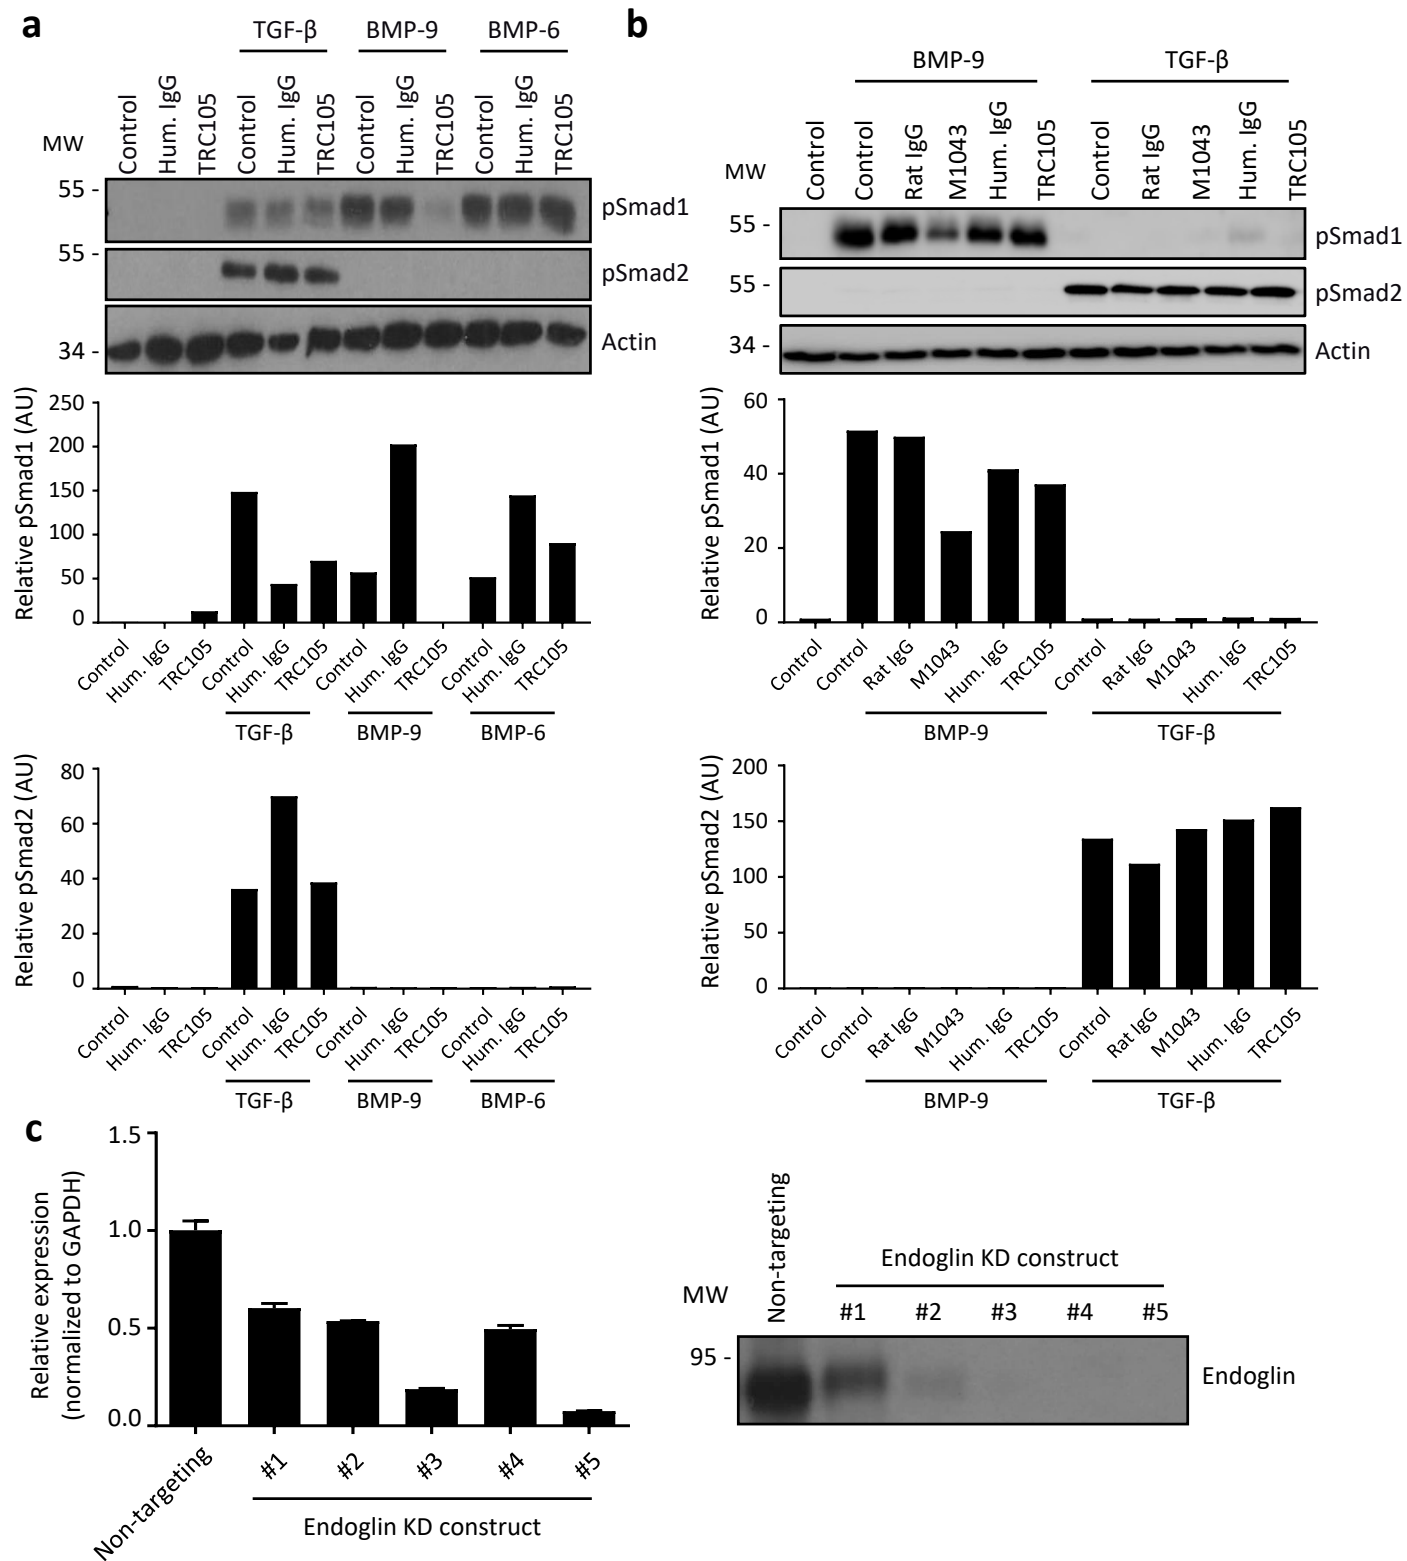 a
TGF-β BMP-9 BMP-6
MW
Control Hum. IgG TRC105 Control Hum. IgG TRC105 Control Hum. IgG TRC105 Control Hum. IgG TRC105
55 - pSmad1
55 - pSmad2
34 - Actin
Relative pSmad1 (AU)
250
200
150
100
50
0
Control Hum. IgG TRC105 Control Hum. IgG TRC105 Control Hum. IgG TRC105 Control Hum. IgG TRC105
TGF-β BMP-9 BMP-6
Relative pSmad2 (AU)
80
60
40
20
0
Control Hum. IgG TRC105 Control Hum. IgG TRC105 Control Hum. IgG TRC105 Control Hum. IgG TRC105
TGF-β BMP-9 BMP-6
b
BMP-9 TGF-β
MW
Control Control Rat IgG M1043 Hum. IgG TRC105 Control Rat IgG M1043 Hum. IgG TRC105
55 - pSmad1
55 - pSmad2
34 - Actin
Relative pSmad1 (AU)
60
40
20
0
Control Control Rat IgG M1043 Hum. IgG TRC105 Control Rat IgG M1043 Hum. IgG TRC105
BMP-9 TGF-β
Relative pSmad2 (AU)
200
150
100
50
0
Control Control Rat IgG M1043 Hum. IgG TRC105 Control Rat IgG M1043 Hum. IgG TRC105
BMP-9 TGF-β
c
Relative expression
(normalized to GAPDH)
1.5
1.0
0.5
0.0
Non-targeting #1 #2 #3 #4 #5
Endoglin KD construct
Non-targeting
Endoglin KD construct
MW
#1 #2 #3 #4 #5
95 - Endoglin